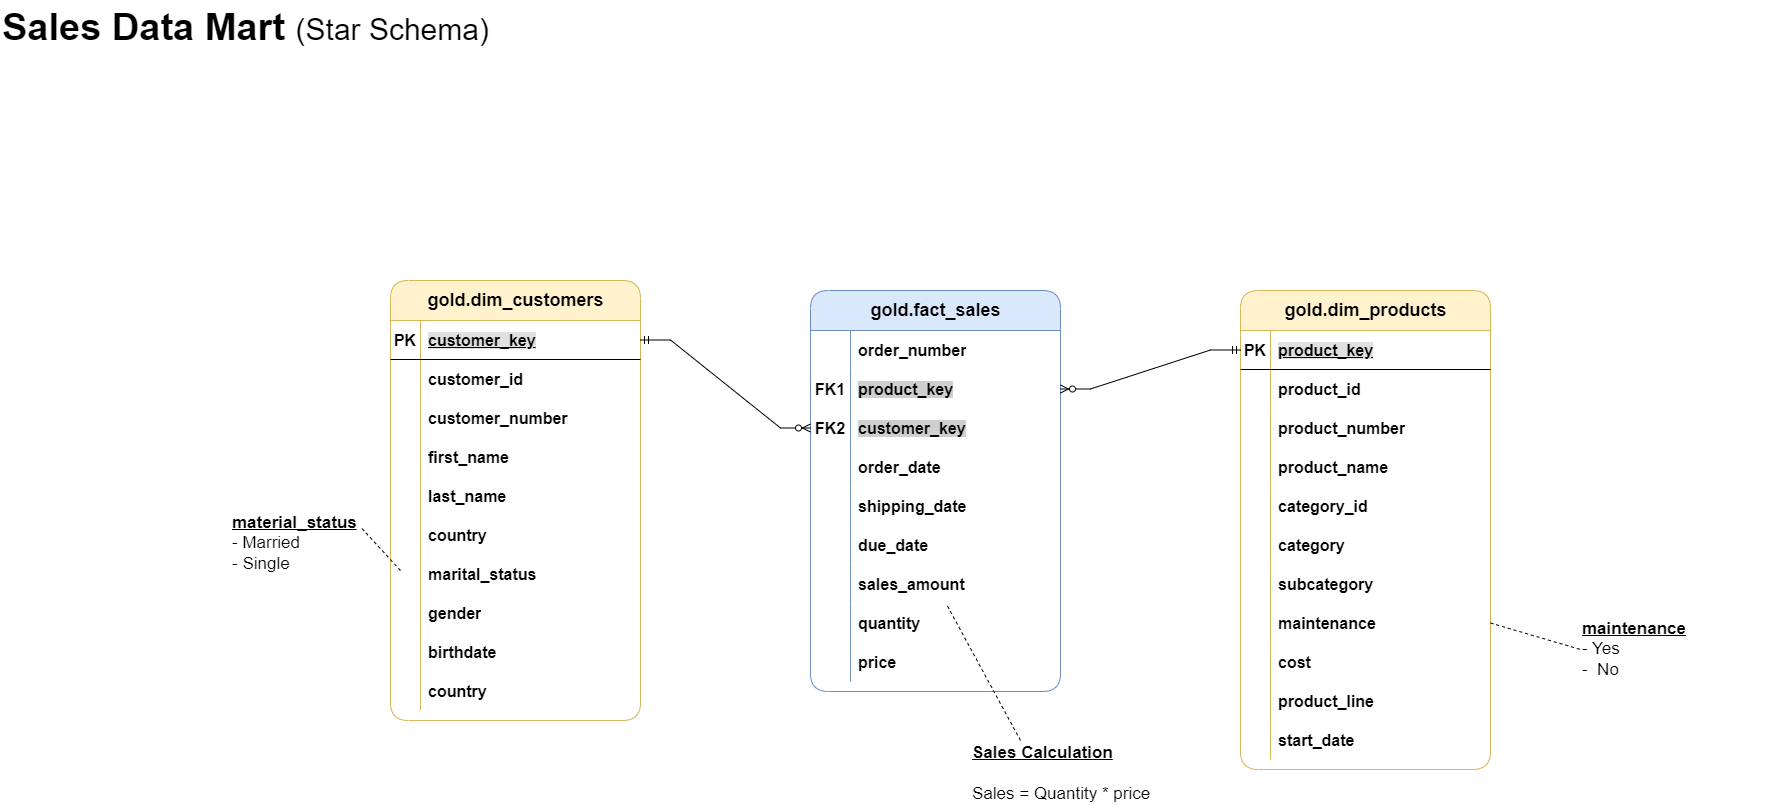 Sales Data Mart (Star Schema)
gold.dim_customers
PK customer_key
customer_id
customer_number
first_name
last_name
country
marital_status
gender
birthdate
country
material_status
- Married
- Single
gold.fact_sales
order_number
FK1 product_key
FK2 customer_key
order_date
shipping_date
due_date
sales_amount
quantity
price
Sales Calculation
Sales = Quantity * price
gold.dim_products
PK product_key
product_id
product_number
product_name
category_id
category
subcategory
maintenance
cost
product_line
start_date
maintenance
- Yes
- No